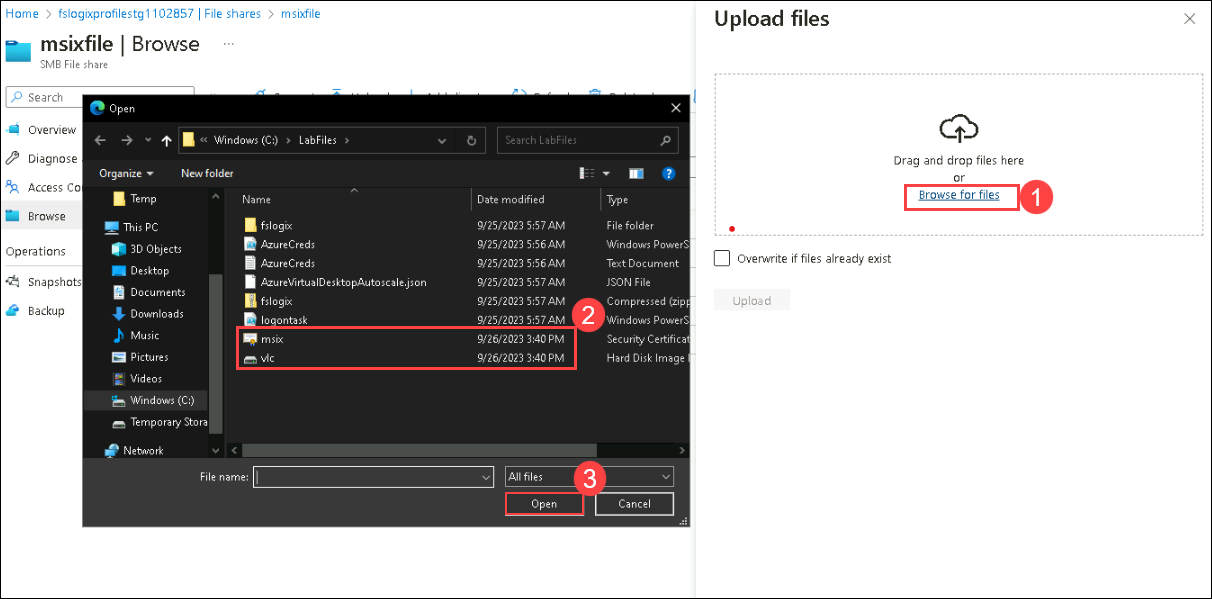 Home > fslogixprofilestg1102857 | File shares > msixfile
msixfile | Browse ...
SMB File share
Search
Overview
Diagnose
Access Co
Browse
Operations
Snapshots
Backup
Open
« Windows (C:) > LabFiles >
Search LabFiles
Organize
New folder
?
Temp
This PC
3D Objects
Desktop
Documents
Downloads
Music
Pictures
Videos
Windows (C:)
Temporary Stora
Network
Name Date modified Type
fslogix 9/25/2023 5:57 AM File folder
AzureCreds 9/25/2023 5:56 AM Windows PowerS
AzureCreds 9/25/2023 5:56 AM Text Document
AzureVirtualDesktopAutoscale.json 9/25/2023 5:57 AM JSON File
fslogix 9/25/2023 5:57 AM Compressed (zipp
logontask 9/25/2023 5:57 AM Windows PowerS
2
msix 9/26/2023 3:40 PM Security Certificat
vlc 9/26/2023 3:40 PM Hard Disk Image
File name:
All files
3
Open
Cancel
Upload files
Drag and drop files here
or
Browse for files
1
Overwrite if files already exist
Upload